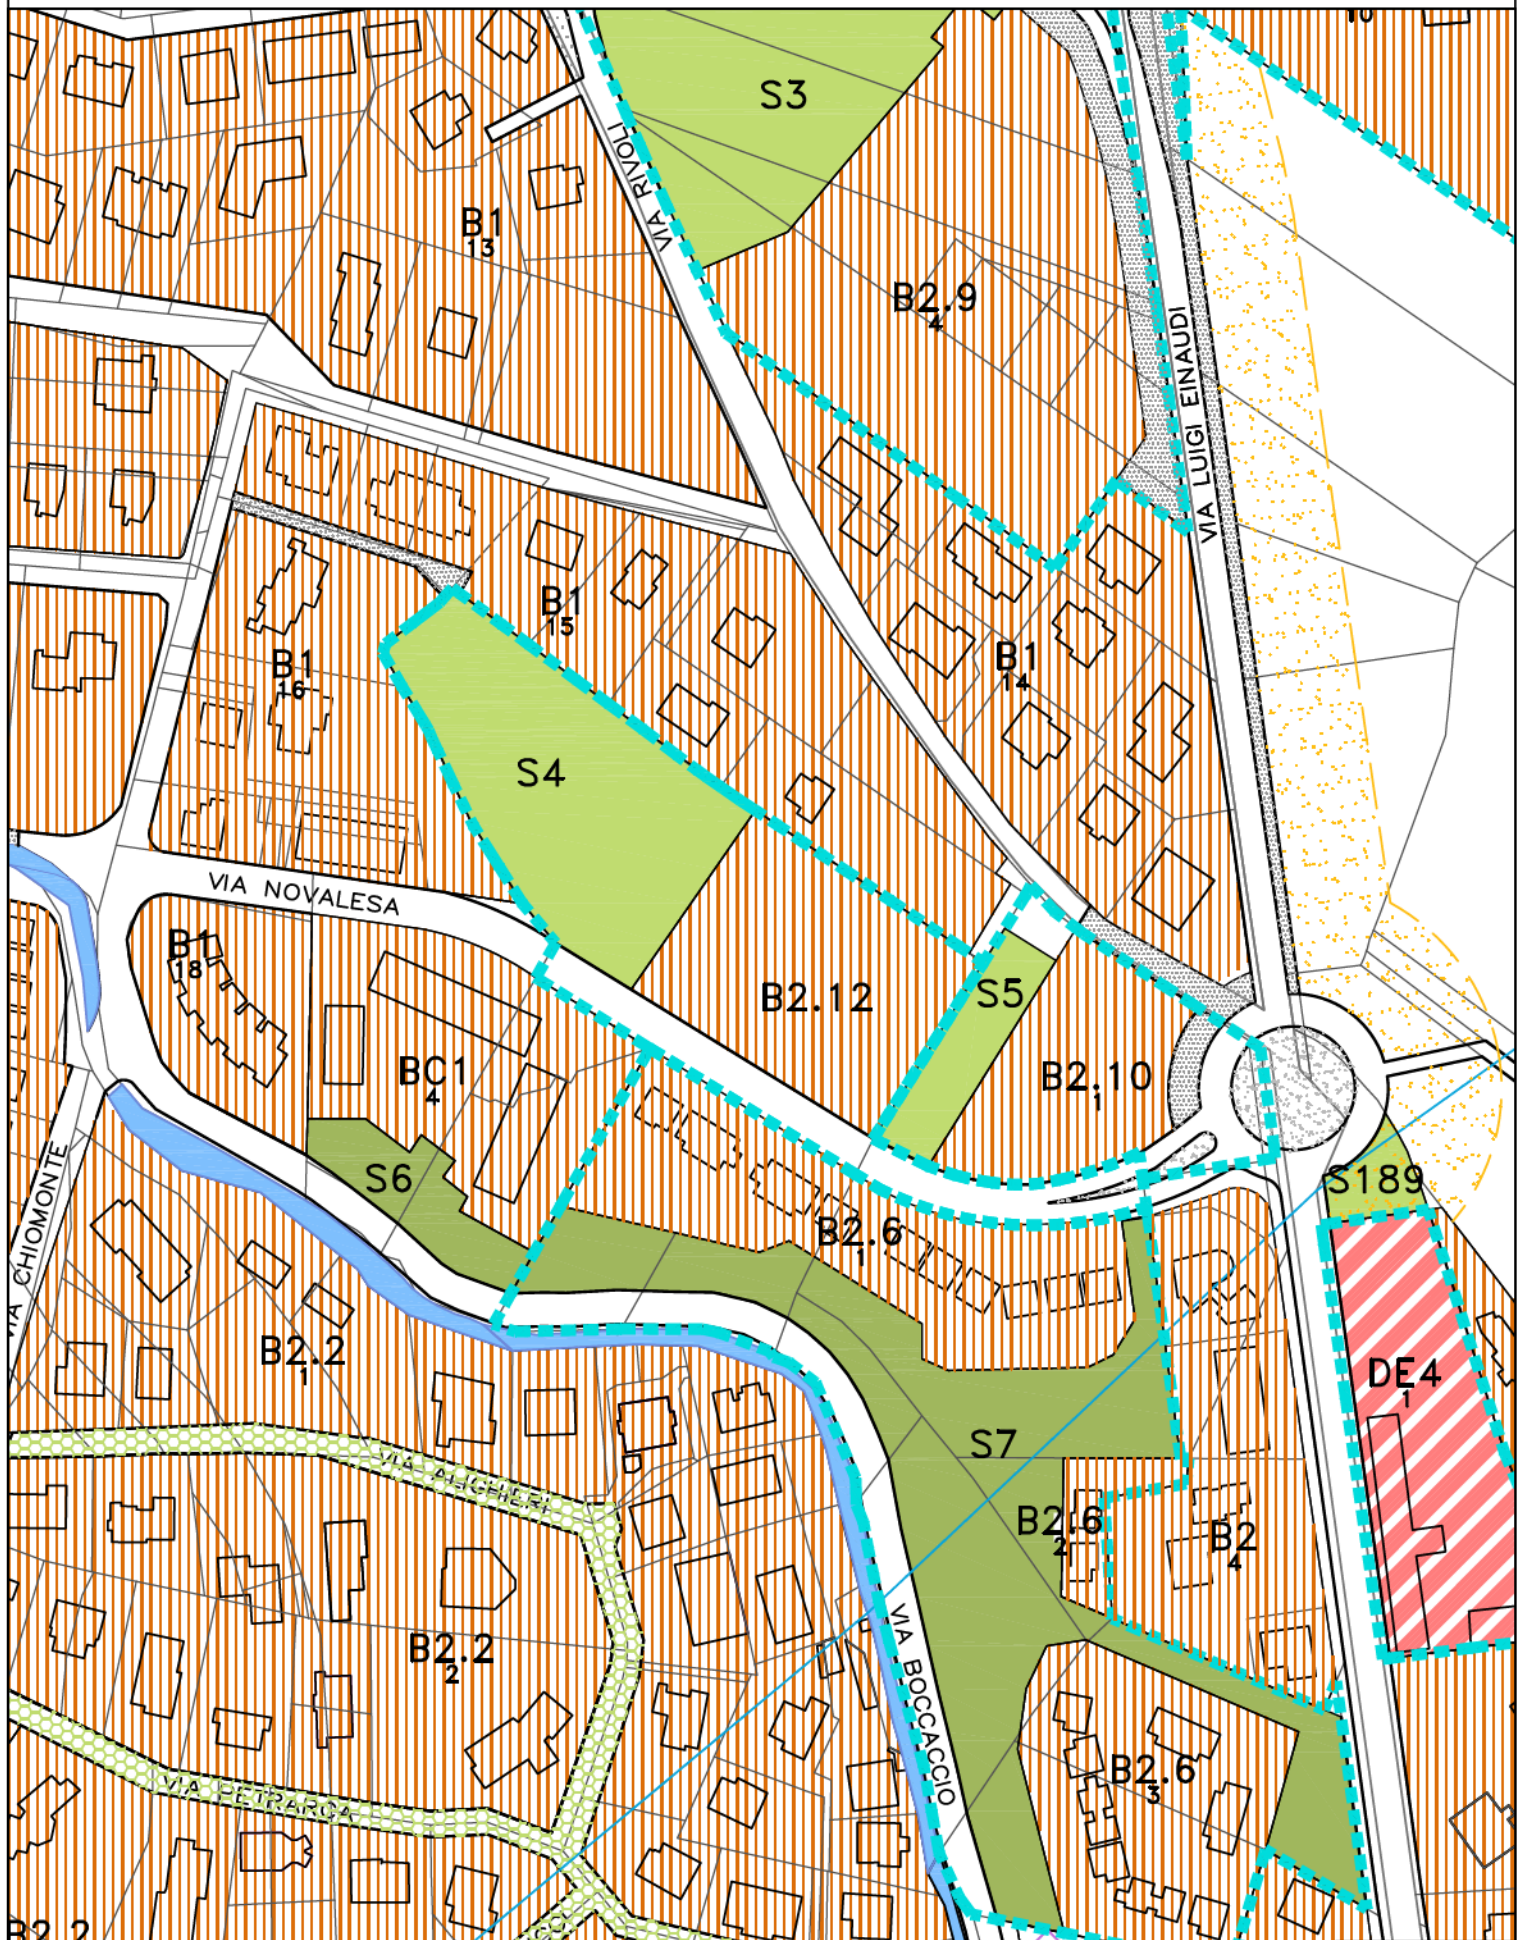 10
S3
VIA RIVOLI
B1
13
B2.9
4
VIA LUIGI EINAUDI
B1
15
B1
14
B1
16
S4
VIA NOVALESA
B1
18
B2.12
S5
BC1
4
B2.10
1
VIA CHIOMONTE
S6
S189
B2.6
1
B2.2
1
DE4
1
S7
VIA ALIGHIERI
B2.6
2
B2
4
B2.2
2
VIA BOCCACCIO
B2.6
3
VIA PETRARCA
B2.2